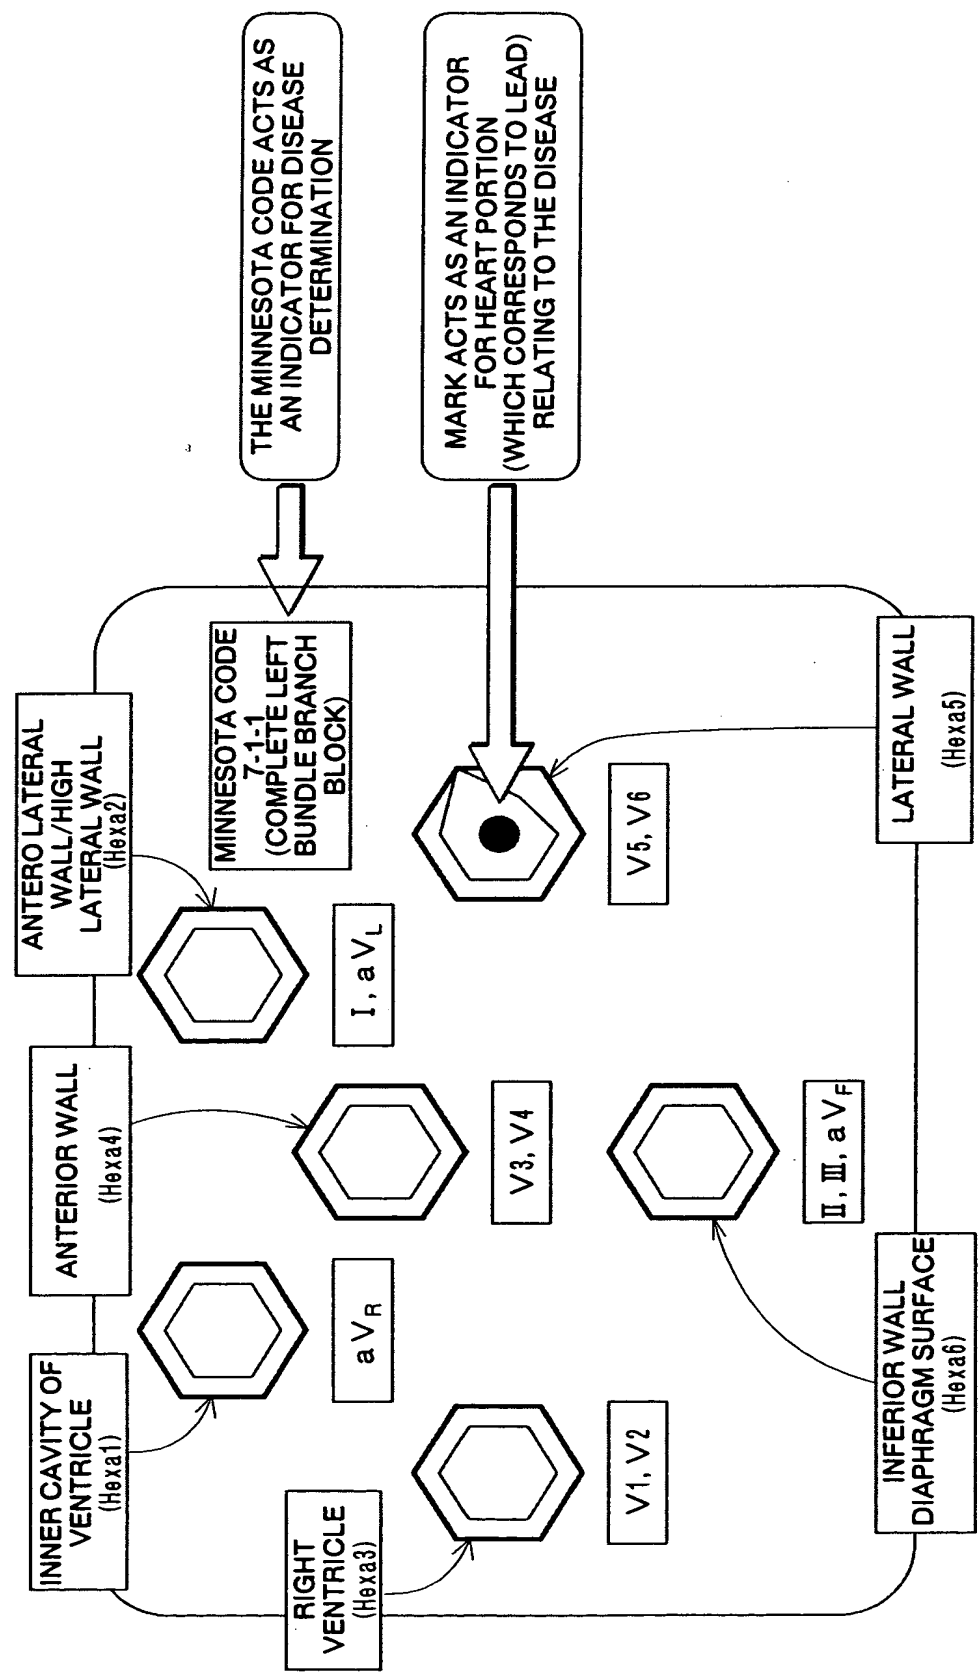 INNER CAVITY OF
VENTRICLE
(Hexa1)
ANTERIOR WALL
(Hexa4)
ANTERO LATERAL
WALL/HIGH
LATERAL WALL
(Hexa2)
RIGHT
VENTRICLE
(Hexa3)
aVR
I, aVL
MINNESOTA CODE
7-1-1
(COMPLETE LEFT
BUNDLE BRANCH
BLOCK)
THE MINNESOTA CODE ACTS AS
AN INDICATOR FOR DISEASE
DETERMINATION
V3, V4
V1, V2
V5, V6
MARK ACTS AS AN INDICATOR
FOR HEART PORTION
(WHICH CORRESPONDS TO LEAD)
RELATING TO THE DISEASE
II, III, aVF
INFERIOR WALL
DIAPHRAGM SURFACE
(Hexa6)
LATERAL WALL
(Hexa5)